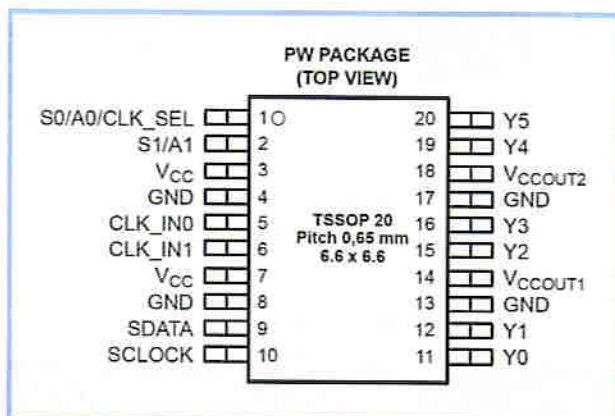 PW PACKAGE
(TOP VIEW)
S0/A0/CLK_SEL 1 20 Y5
S1/A1 2 19 Y4
VCC 3 18 VCCOUT2
GND 4 17 GND
CLK_IN0 5 16 Y3
CLK_IN1 6 15 Y2
VCC 7 14 VCCOUT1
GND 8 13 GND
SDATA 9 12 Y1
SCLOCK 10 11 Y0
TSSOP 20
Pitch 0,65 mm
6.6 x 6.6